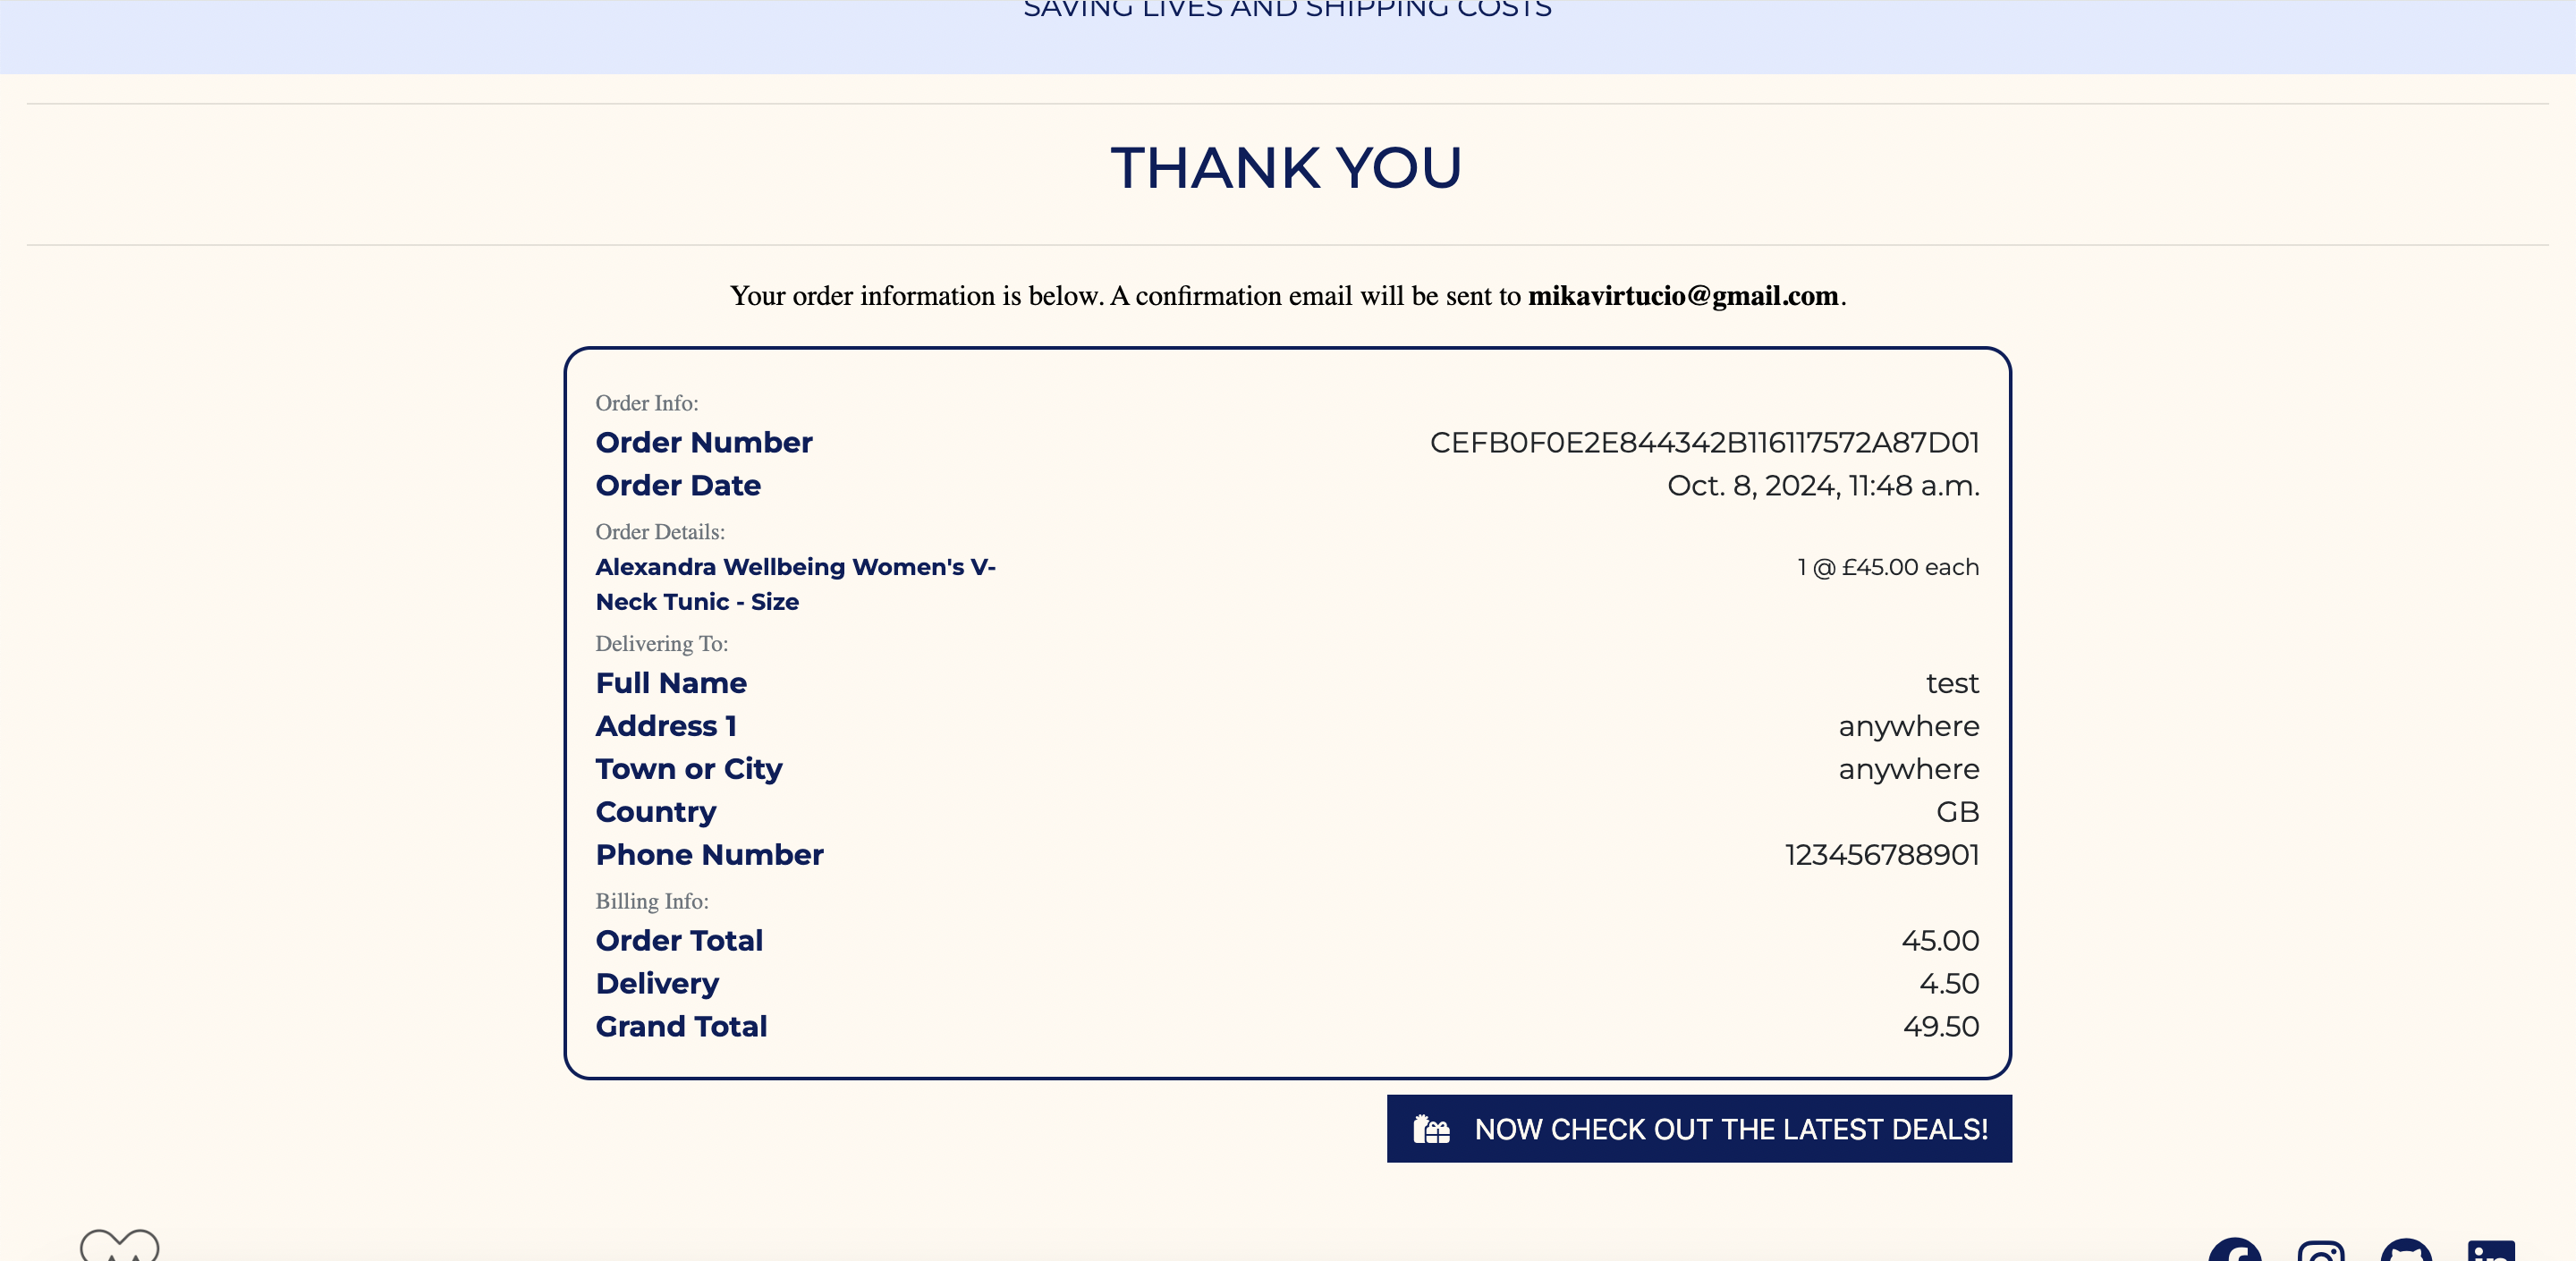 SAVING LIVES AND SHIPPING COSTS
THANK YOU
Your order information is below. A confirmation email will be sent to mikavirtucio@gmail.com.
Order Info:
Order Number CEFB0F0E2E844342B116117572A87D01
Order Date Oct. 8, 2024, 11:48 a.m.
Order Details:
Alexandra Wellbeing Women's V- 1 @ £45.00 each
Neck Tunic - Size
Delivering To:
Full Name test
Address 1 anywhere
Town or City anywhere
Country GB
Phone Number 123456788901
Billing Info:
Order Total 45.00
Delivery 4.50
Grand Total 49.50
NOW CHECK OUT THE LATEST DEALS!